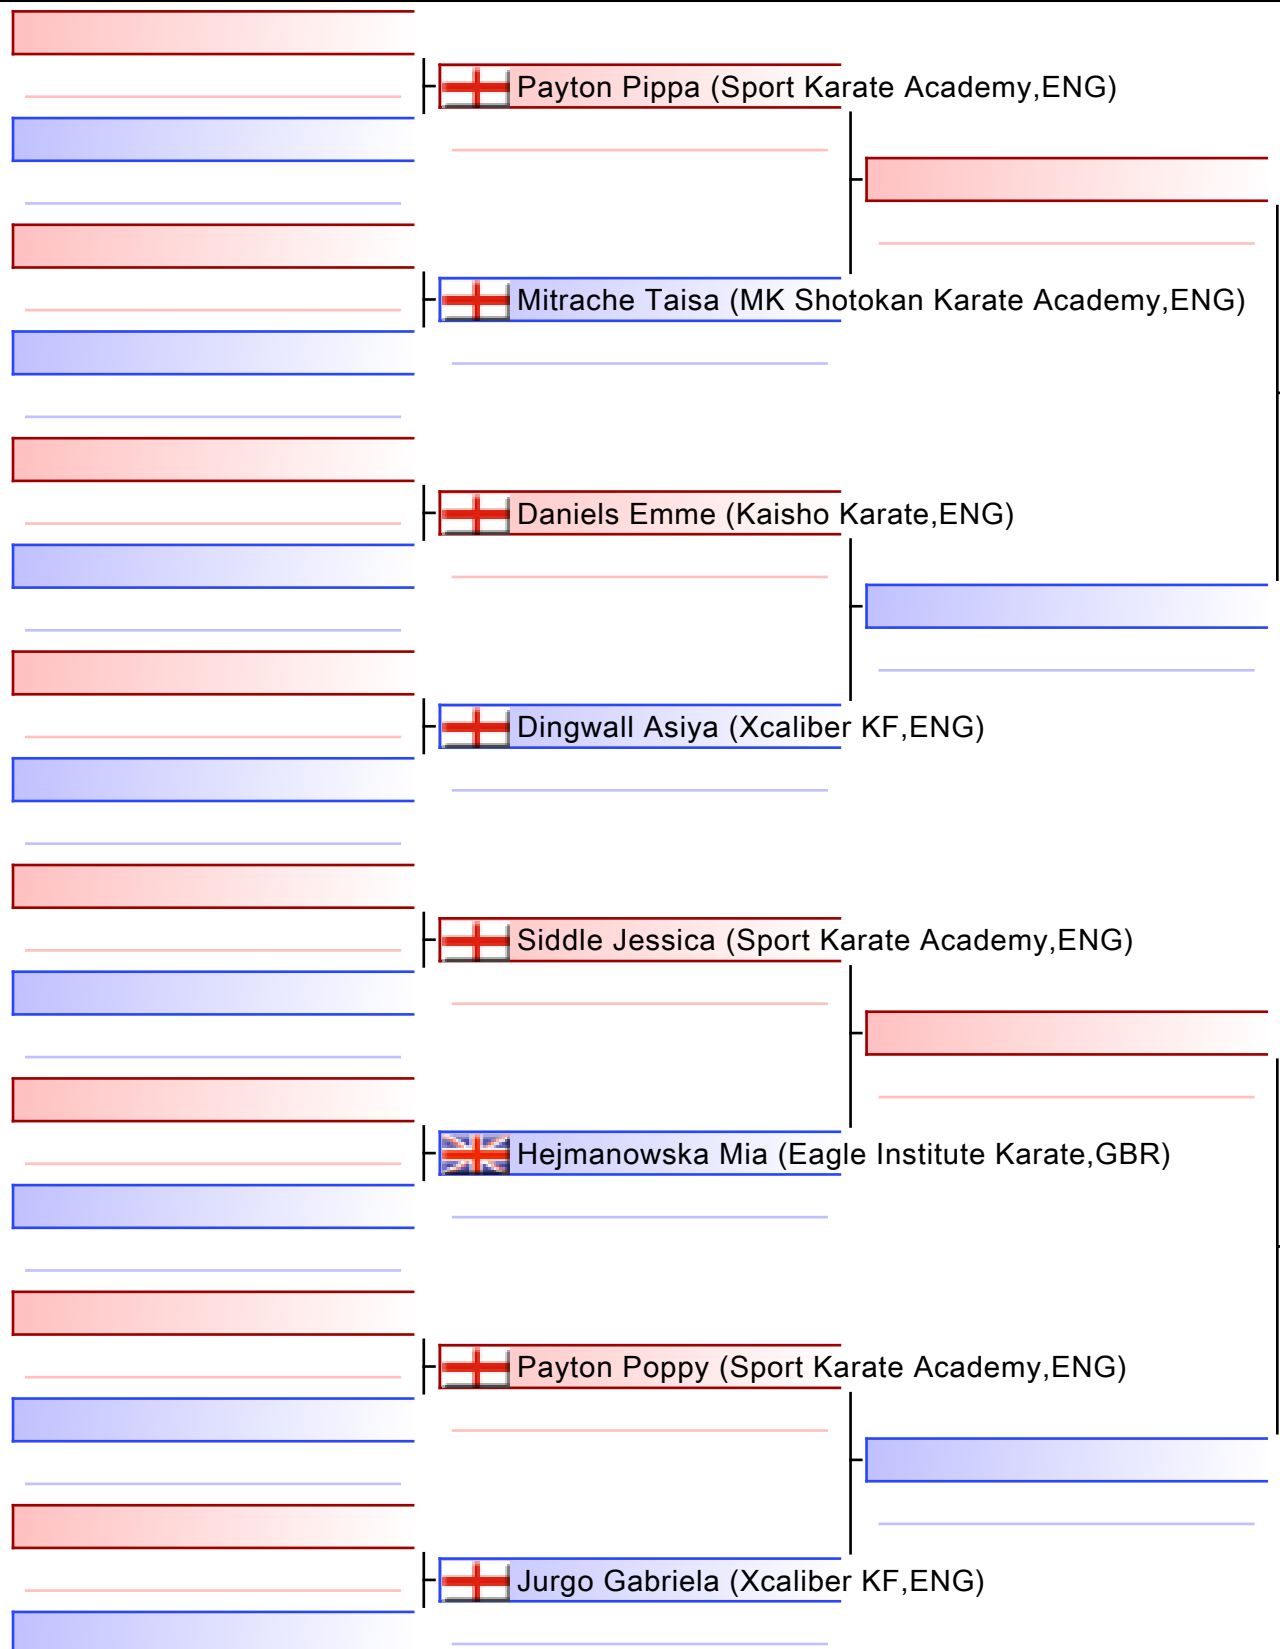 Payton Pippa (Sport Karate Academy,ENG)
Mitrache Taisa (MK Shotokan Karate Academy,ENG)
Daniels Emme (Kaisho Karate,ENG)
Dingwall Asiya (Xcaliber KF,ENG)
Siddle Jessica (Sport Karate Academy,ENG)
Hejmanowska Mia (Eagle Institute Karate,GBR)
Payton Poppy (Sport Karate Academy,ENG)
Jurgo Gabriela (Xcaliber KF,ENG)